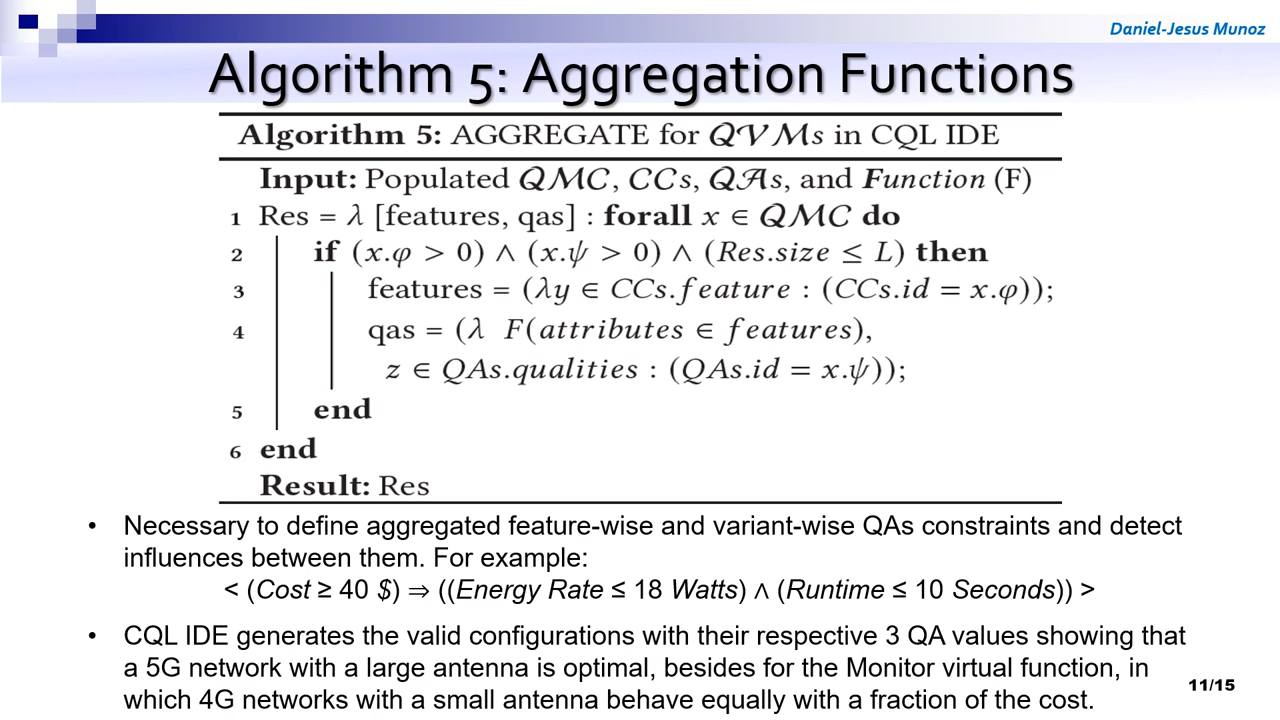 Daniel-Jesus Munoz
Algorithm 5: Aggregation Functions
Algorithm 5: AGGREGATE for 𝒬𝒱ℳs in CQL IDE
Input: Populated 𝒬ℳ𝒞, 𝒞𝒞s, 𝒬𝒜s, and Function (F)
1 Res = λ [features, qas] : forall x ∈ 𝒬ℳ𝒞 do
2 if (x.φ > 0) ∧ (x.ψ > 0) ∧ (Res.size ≤ L) then
3 features = (λy ∈ CCs.feature : (CCs.id = x.φ));
4 qas = (λ F(attributes ∈ features),
z ∈ QAs.qualities : (QAs.id = x.ψ));
5 end
6 end
Result: Res
• Necessary to define aggregated feature-wise and variant-wise QAs constraints and detect
influences between them. For example:
< (Cost ≥ 40 $) ⇒ ((Energy Rate ≤ 18 Watts) ∧ (Runtime ≤ 10 Seconds)) >
• CQL IDE generates the valid configurations with their respective 3 QA values showing that
a 5G network with a large antenna is optimal, besides for the Monitor virtual function, in
which 4G networks with a small antenna behave equally with a fraction of the cost.
11/15